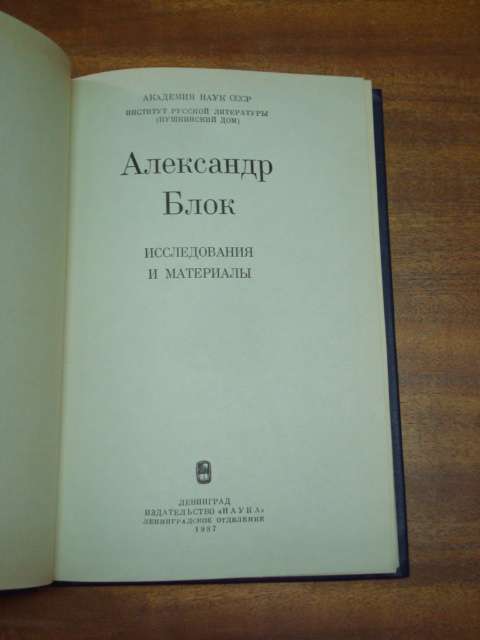 АКАДЕМИЯ НАУК СССР
ИНСТИТУТ РУССКОЙ ЛИТЕРАТУРЫ
(ПУШКИНСКИЙ ДОМ)
Александр
Блок
ИССЛЕДОВАНИЯ
И МАТЕРИАЛЫ
ЛЕНИНГРАД
ИЗДАТЕЛЬСТВО «НАУКА»
ЛЕНИНГРАДСКОЕ ОТДЕЛЕНИЕ
1987